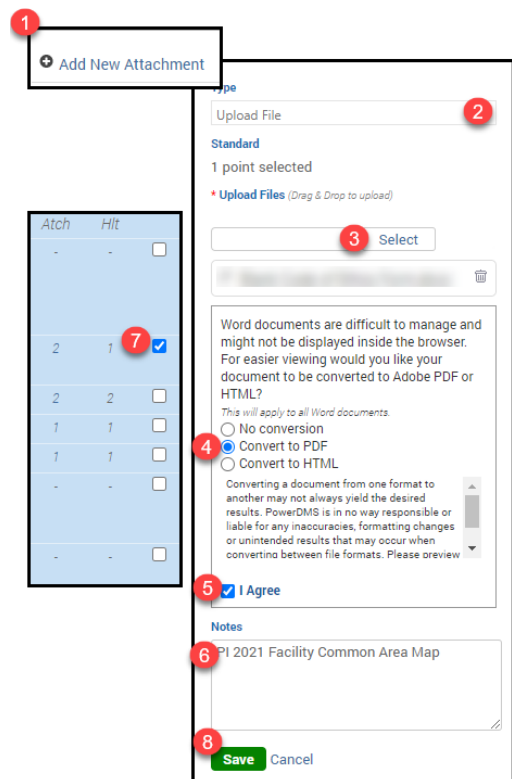 1
Add New Attachment
Type
Upload File
2
Standard
1 point selected
* Upload Files (Drag & Drop to upload)
3
Select
Atch Hlt
- -
7
2 1
2 2
1 1
1 1
- -
- -
Word documents are difficult to manage and
might not be displayed inside the browser.
For easier viewing would you like your
document to be converted to Adobe PDF or
HTML?
This will apply to all Word documents.
No conversion
4
Convert to PDF
Convert to HTML
Converting a document from one format to
another may not always yield the desired
results. PowerDMS is in no way responsible or
liable for any inaccuracies, formatting changes
or unintended results that may occur when
converting between file formats. Please preview
5
I Agree
Notes
6
PI 2021 Facility Common Area Map
8
Save Cancel